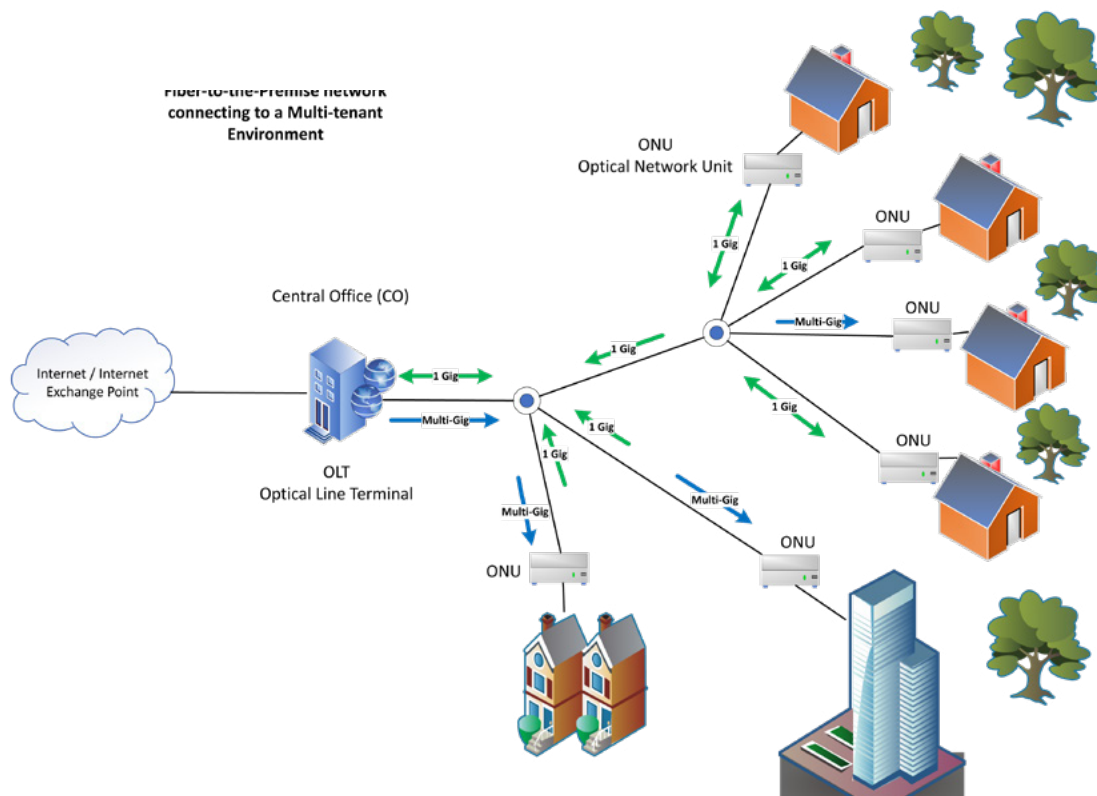 Fiber-to-the-Premise network
connecting to a Multi-tenant
Environment
ONU
Optical Network Unit
ONU
1 Gig
1 Gig
Central Office (CO)
ONU
Multi-Gig
1 Gig
Internet / Internet
Exchange Point
1 Gig
Multi-Gig
1 Gig
1 Gig
1 Gig
ONU
OLT
Optical Line Terminal
Multi-Gig
Multi-Gig
ONU
ONU